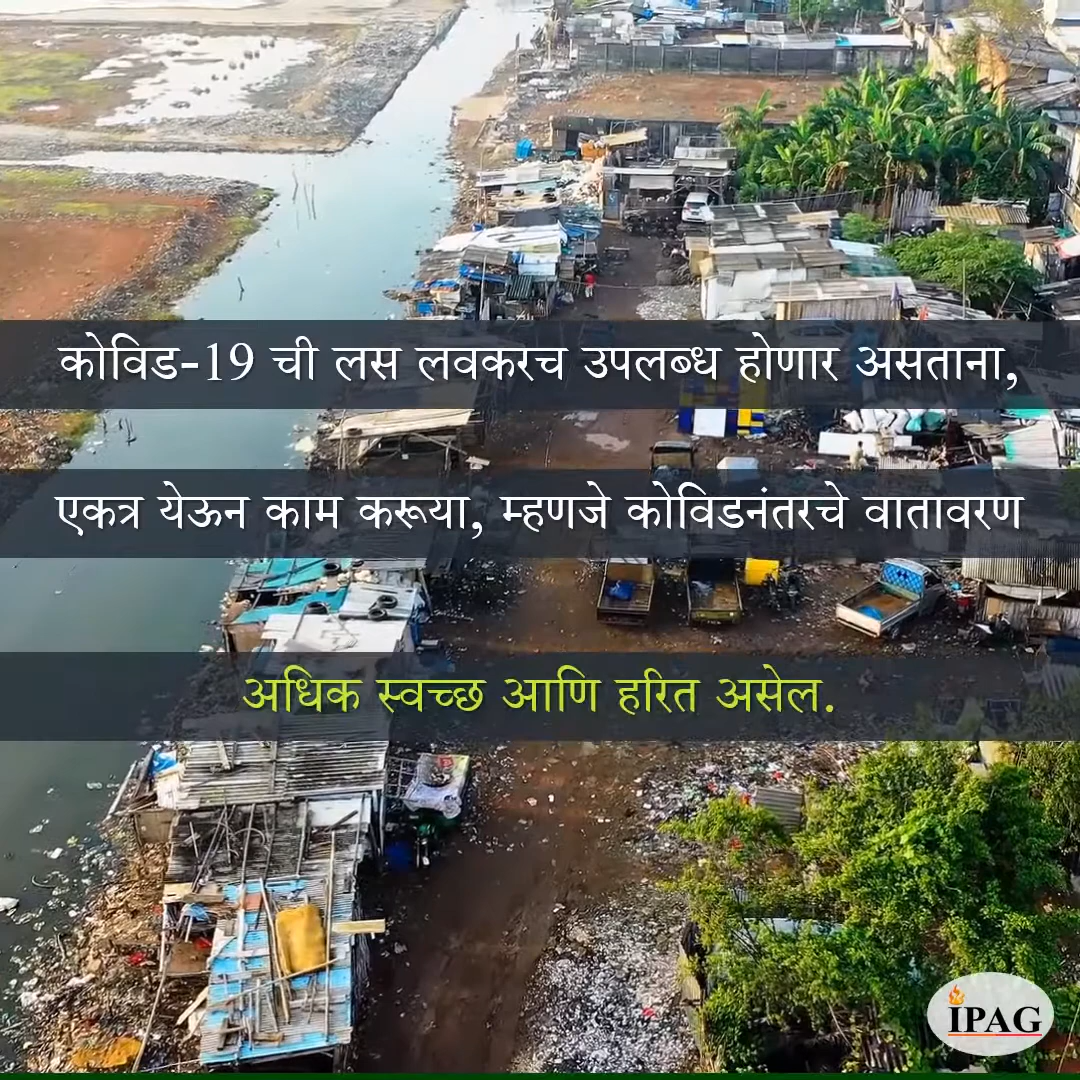 कोविड-19 ची लस लवकरच उपलब्ध होणार असताना,
एकत्र येऊन काम करूया, म्हणजे कोविडनंतरचे वातावरण
अधिक स्वच्छ आणि हरित असेल.
IPAG